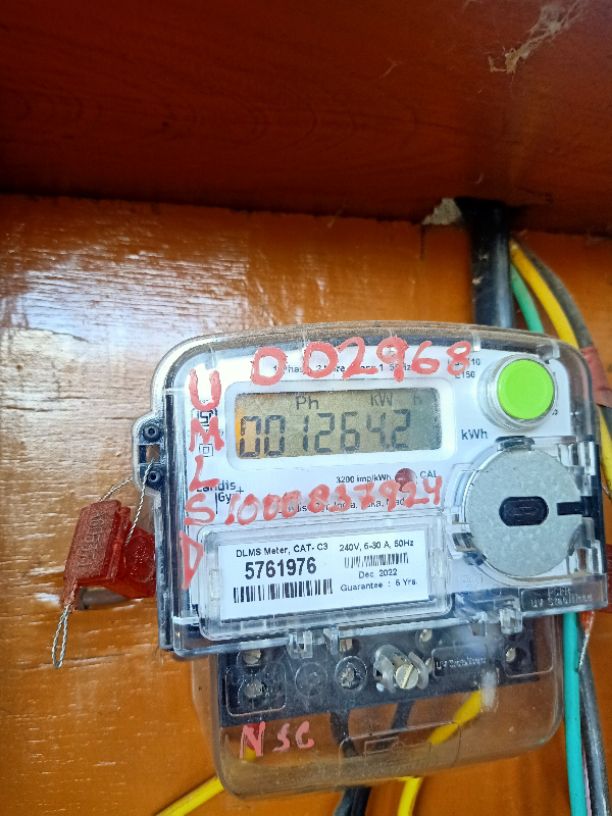 002968
UMLSD
Ph kW h
001264.2
kWh
3200 imp/kWh CAL
Landis
Gyr+
1000837924
DLMS Meter, CAT- C3
240V, 5-30 A, 50Hz
5761976
Dec 2022
Guarantee : 5 Yrs.
NSC